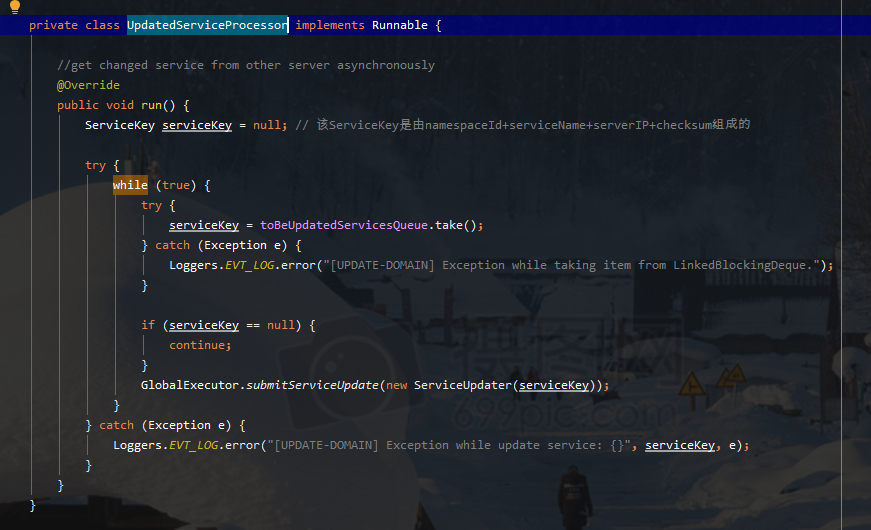 private class UpdatedServiceProcessor implements Runnable {
//get changed service from other server asynchronously
@Override
public void run() {
ServiceKey serviceKey = null; // 该ServiceKey是由namespaceId+serviceName+serverIP+checksum组成的
try {
while (true) {
try {
serviceKey = toBeUpdatedServicesQueue.take();
} catch (Exception e) {
Loggers.EVT_LOG.error("[UPDATE-DOMAIN] Exception while taking item from LinkedBlockingDeque.");
}
if (serviceKey == null) {
continue;
}
GlobalExecutor.submitServiceUpdate(new ServiceUpdater(serviceKey));
}
} catch (Exception e) {
Loggers.EVT_LOG.error("[UPDATE-DOMAIN] Exception while update service: {}", serviceKey, e);
}
}
}